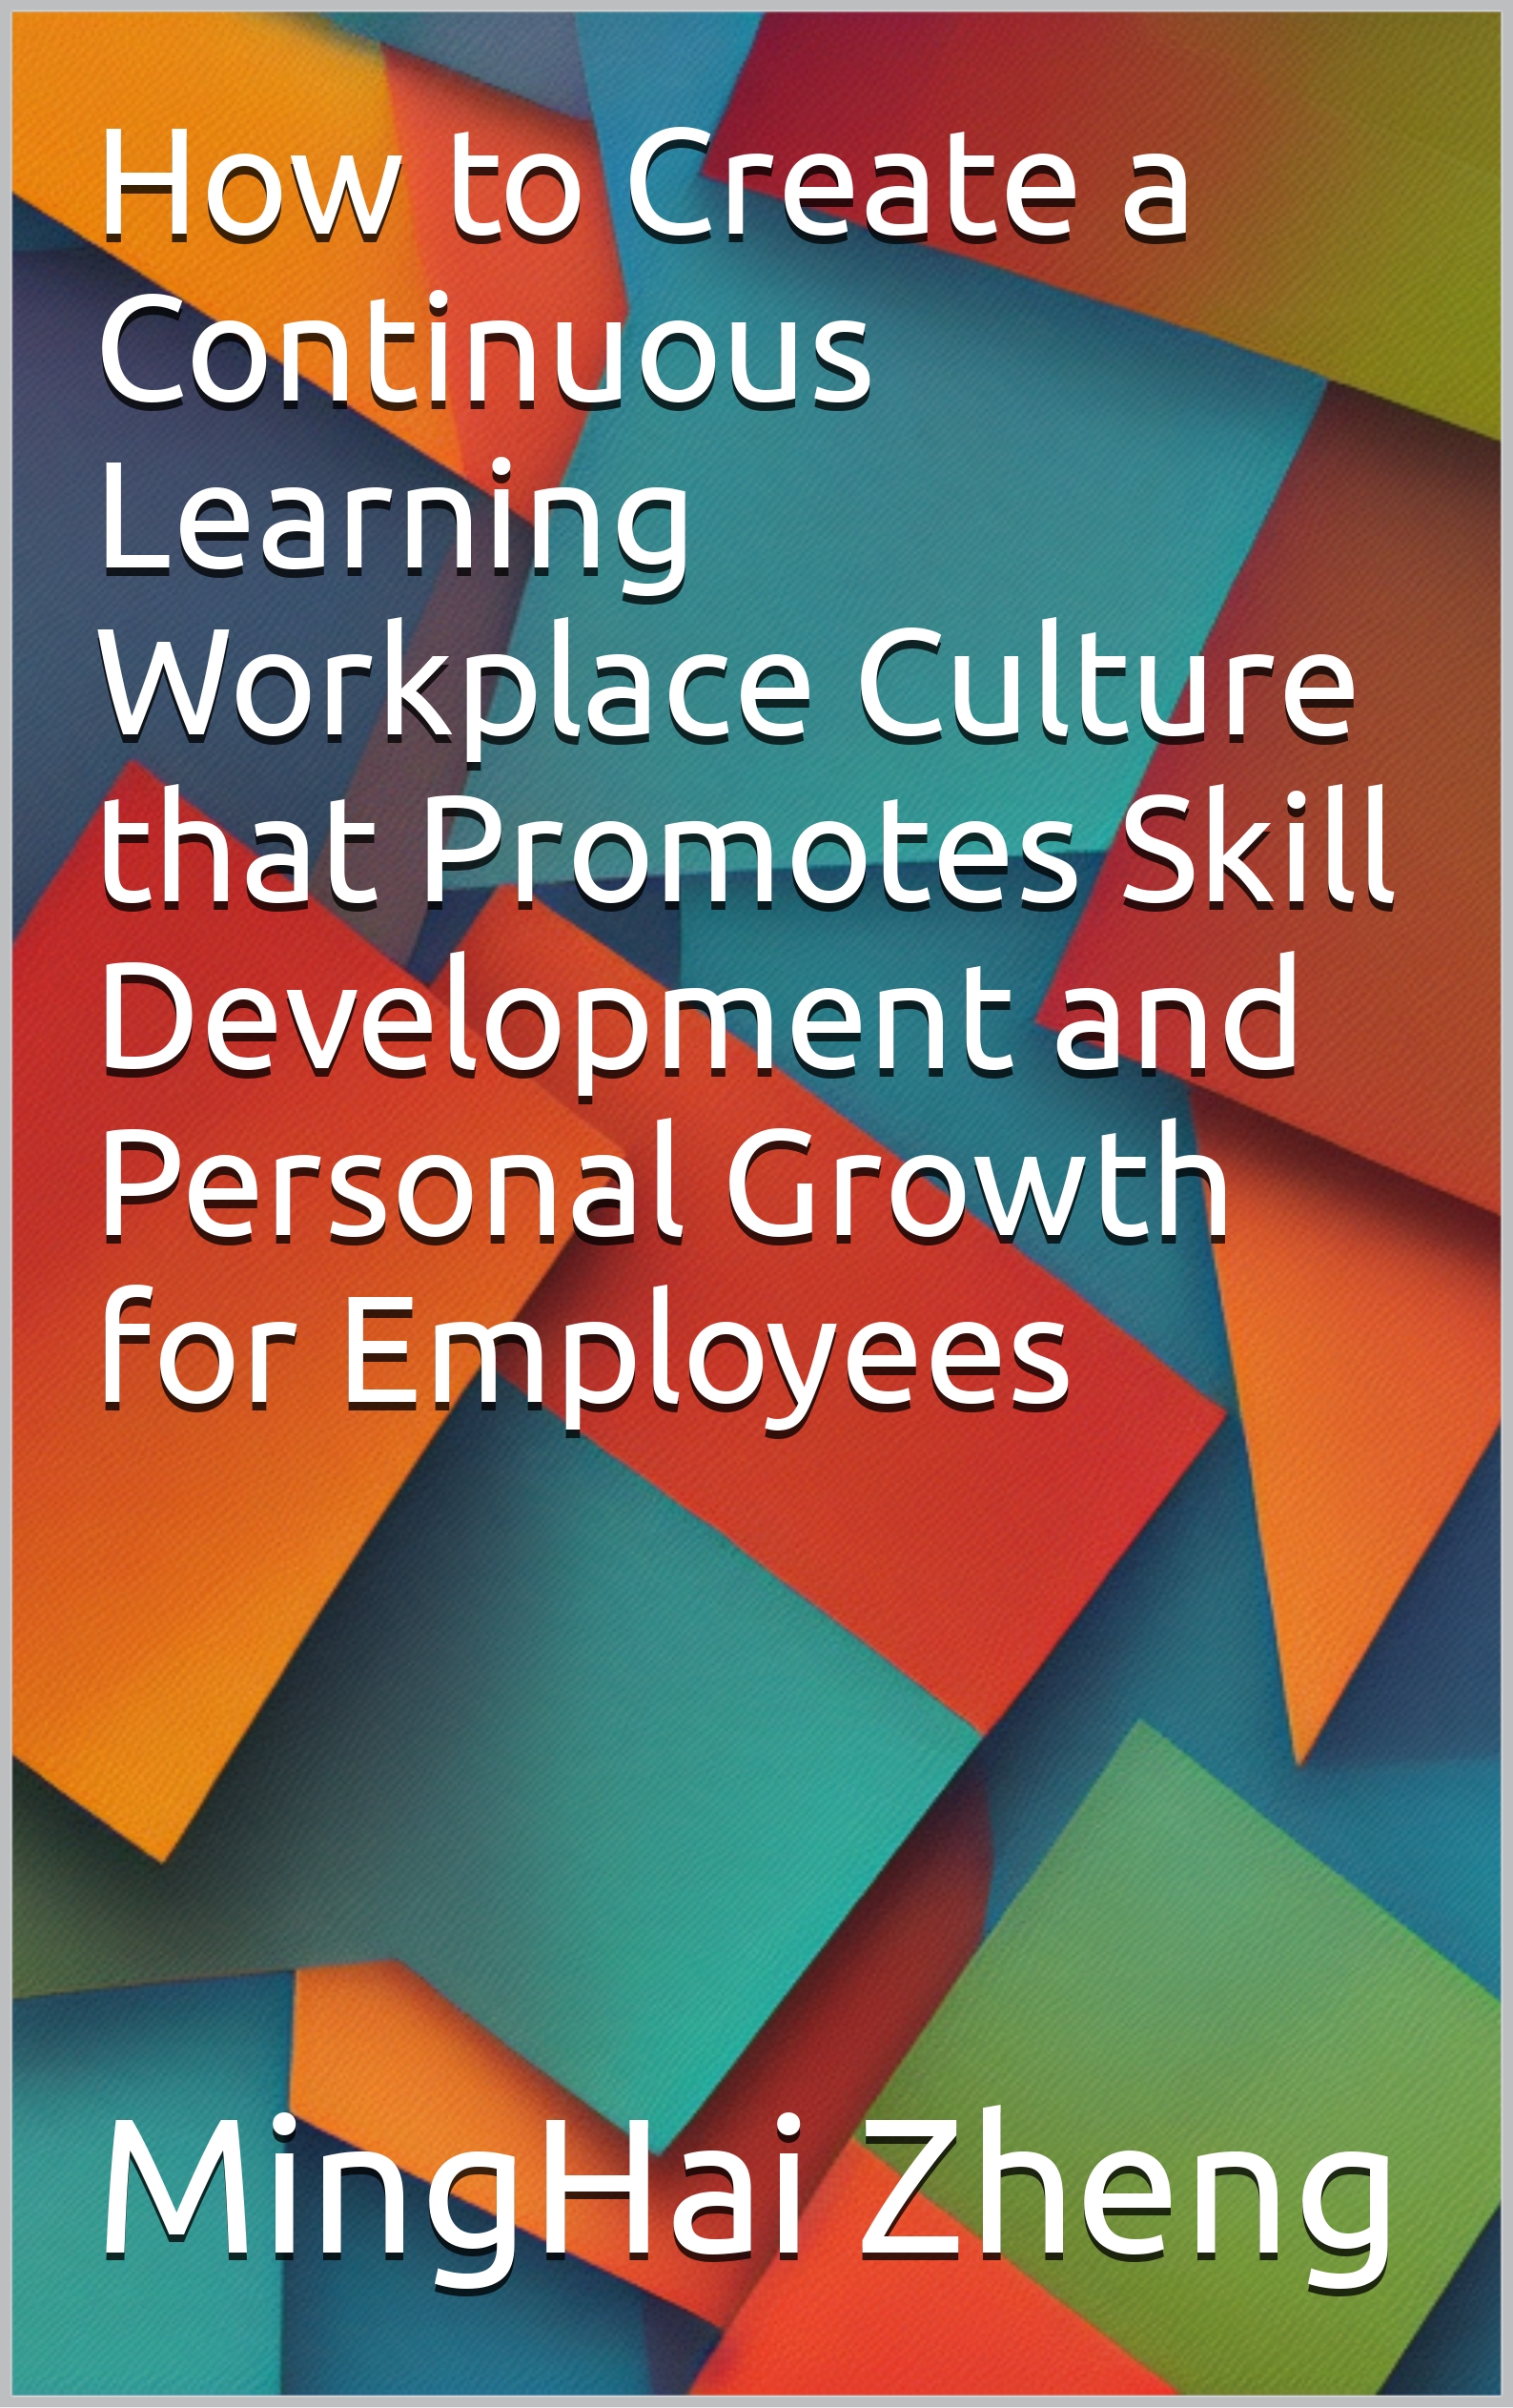 How to Create a
Continuous
Learning
Workplace Culture
that Promotes Skill
Development and
Personal Growth
for Employees
MingHai Zheng